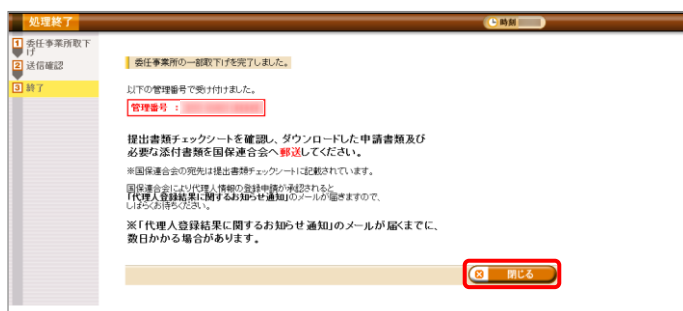 処理終了
時刻
1 委任事業所取下げ
2 送信確認
3 終了
委任事業所の一部取下げを完了しました。
以下の管理番号で受け付けました。
管理番号 :
提出書類チェックシートを確認し、ダウンロードした申請書類及び
必要な添付書類を国保連合会へ郵送してください。
※国保連合会の宛先は提出書類チェックシートに記載されています。
国保連合会により代理人情報の登録申請が承認されると
「代理人登録結果に関するお知らせ通知」のメールが届きますので、
しばらくお待ちください。
※「代理人登録結果に関するお知らせ 通知」のメールが届くまでに、
数日かかる場合があります。
閉じる